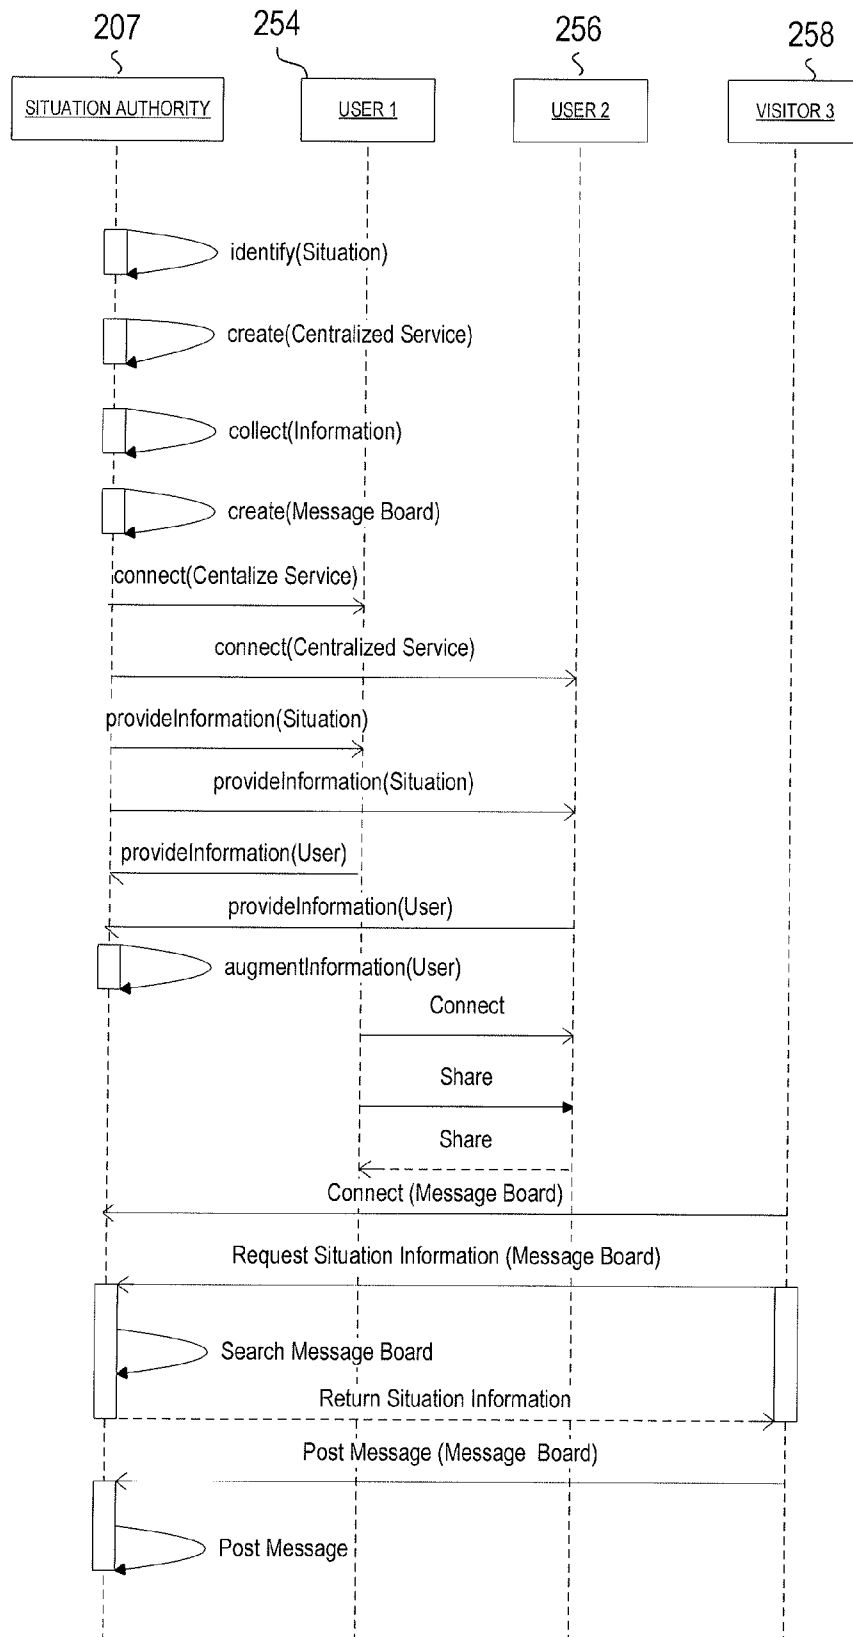 207 254 256 258
SITUATION AUTHORITY USER 1 USER 2 VISITOR 3
identify(Situation)
create(Centralized Service)
collect(Information)
create(Message Board)
connect(Centalize Service)
connect(Centralized Service)
provideInformation(Situation)
provideInformation(Situation)
provideInformation(User)
provideInformation(User)
augmentInformation(User)
Connect
Share
Share
Connect (Message Board)
Request Situation Information (Message Board)
Search Message Board
Return Situation Information
Post Message (Message Board)
Post Message